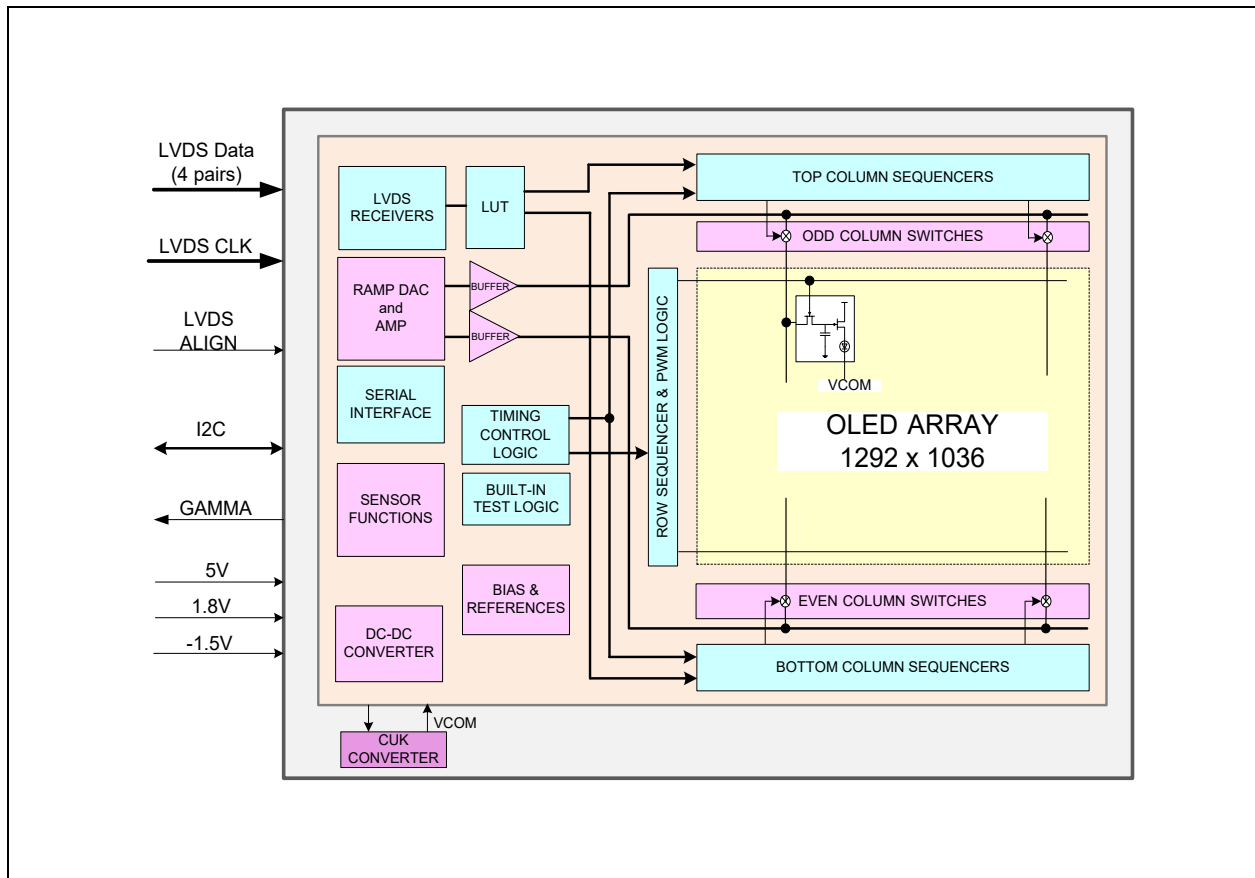 LVDS Data
(4 pairs)
LVDS CLK
LVDS
ALIGN
I2C
GAMMA
5V
1.8V
-1.5V
LVDS
RECEIVERS
LUT
RAMP DAC
and
AMP
BUFFER
BUFFER
SERIAL
INTERFACE
TIMING
CONTROL
LOGIC
SENSOR
FUNCTIONS
BUILT-IN
TEST LOGIC
BIAS &
REFERENCES
DC-DC
CONVERTER
VCOM
CUK
CONVERTER
ROW SEQUENCER & PWM LOGIC
TOP COLUMN SEQUENCERS
ODD COLUMN SWITCHES
VCOM
OLED ARRAY
1292 x 1036
EVEN COLUMN SWITCHES
BOTTOM COLUMN SEQUENCERS